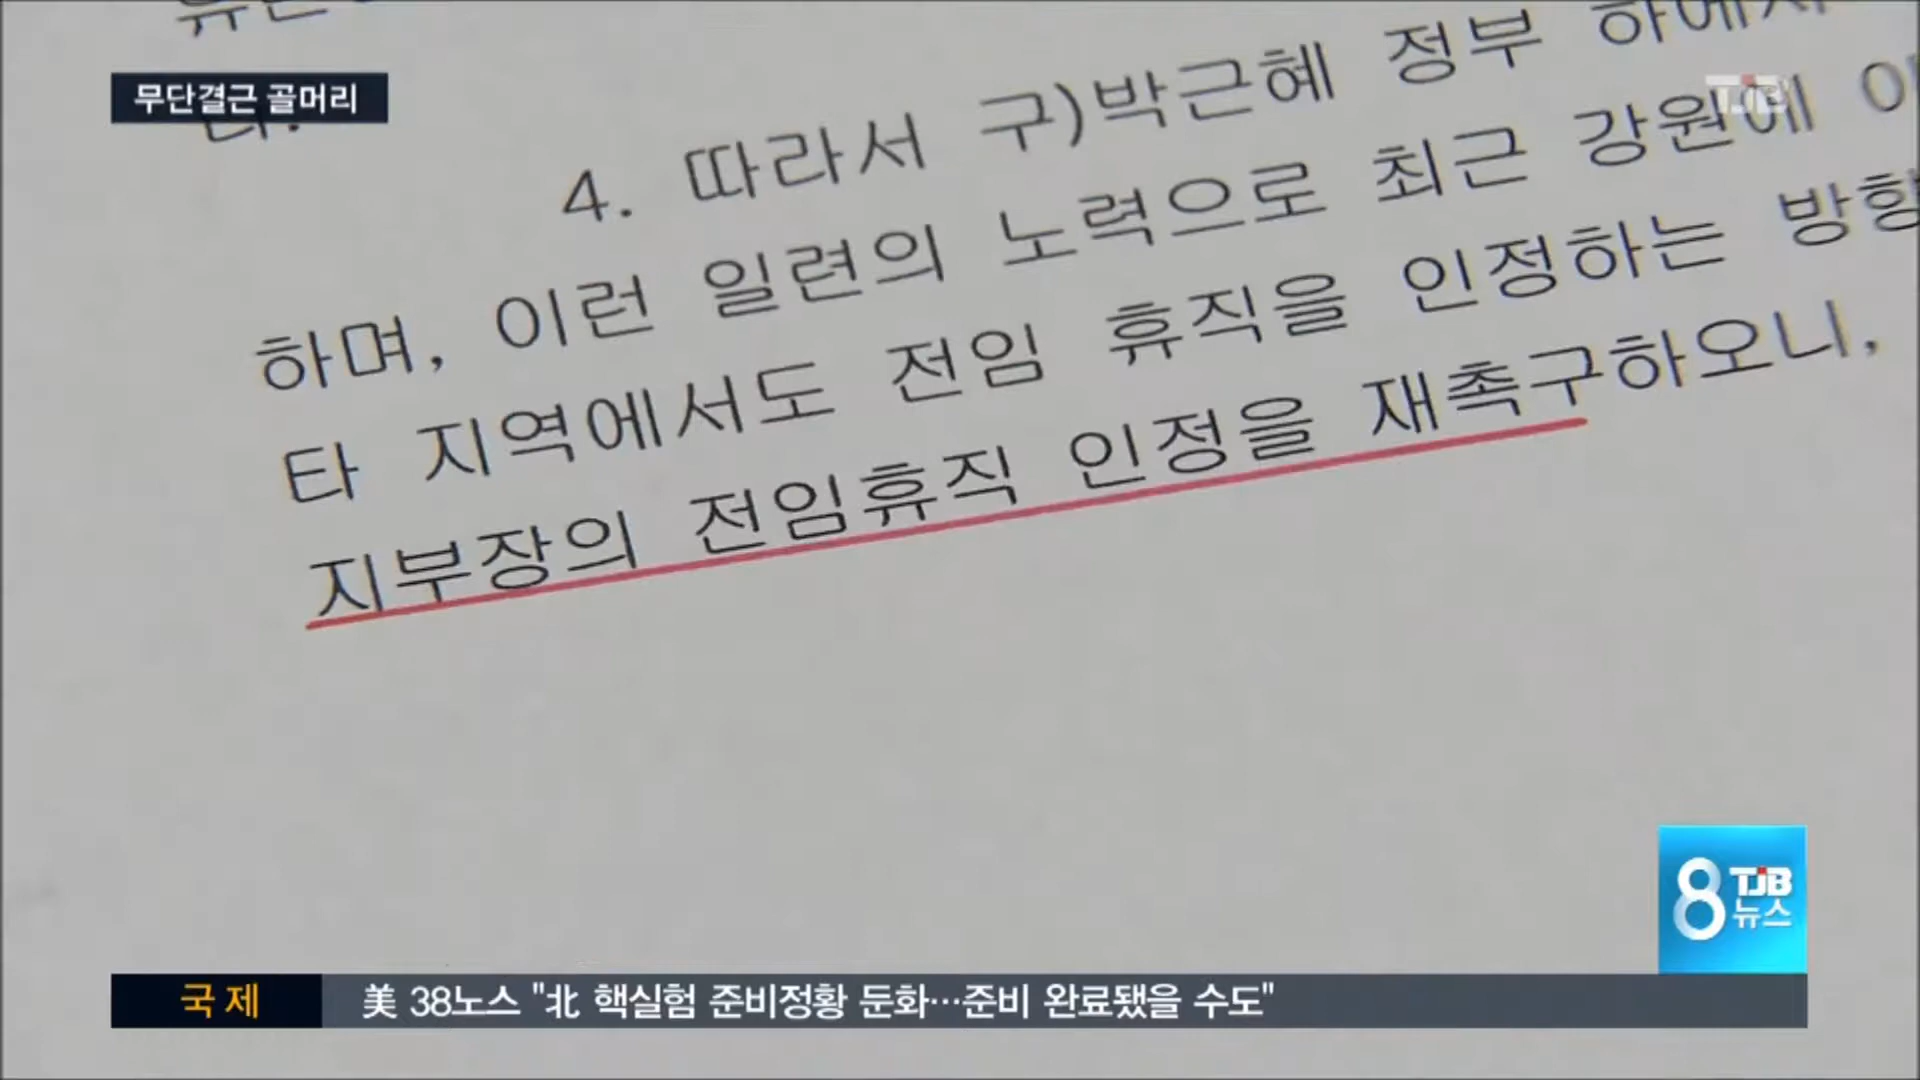 무단결근 골머리
TJB
4. 따라서 구)박근혜 정부
하며, 이런 일련의 노력으로 최근 강원에
타 지역에서도 전임 휴직을 인정하는 방향
지부장의 전임휴직 인정을 재촉구하오니,
8 TJB 뉴스
국제 美 38노스 "北 핵실험 준비정황 둔화…준비 완료됐을 수도"